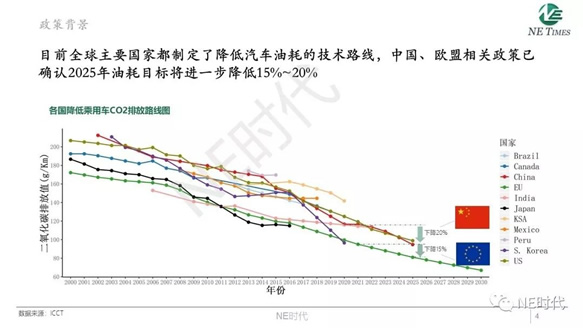 政策背景
NE TIMES
目前全球主要国家都制定了降低汽车油耗的技术路线，中国、欧盟相关政策已
确认2025年油耗目标将进一步降低15%~20%
各国降低乘用车CO2排放路线图
二氧化碳排放值(g/Km)
220
200
180
160
140
120
100
80
60
2000 2001 2002 2003 2004 2005 2006 2007 2008 2009 2010 2011 2012 2013 2014 2015 2016 2017 2018 2019 2020 2021 2022 2023 2024 2025 2026 2027 2028 2029 2030
年份
国家
Brazil
Canada
China
EU
India
Japan
KSA
Mexico
Peru
S. Korea
US
下降20%
下降15%
NE时代
数据来源：ICCT
NE时代
NE时代
4